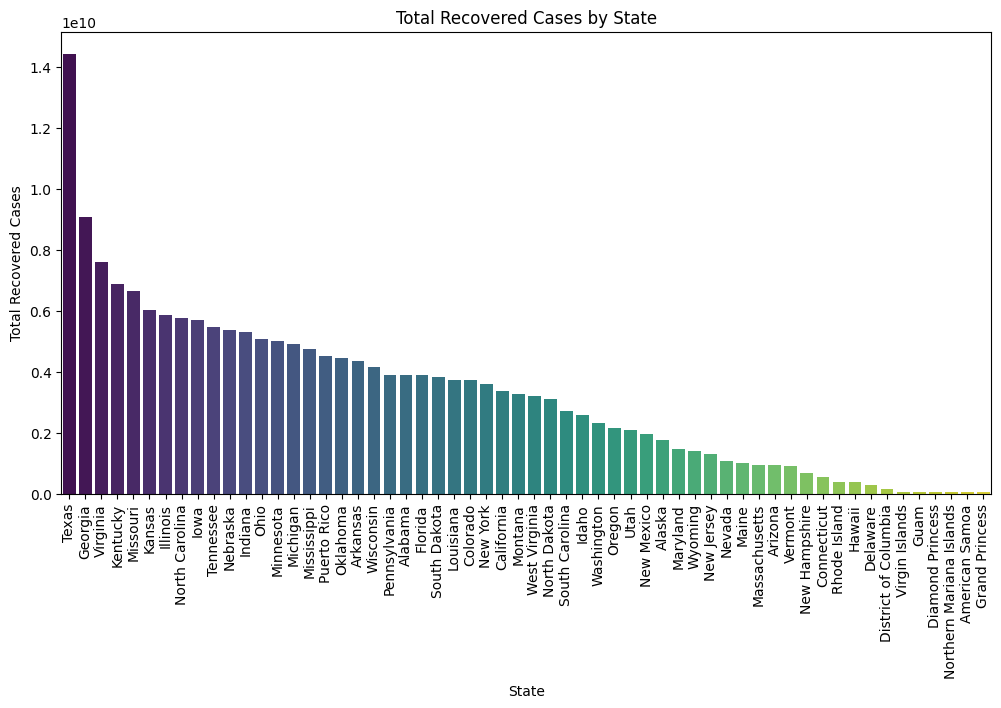 Total Recovered Cases by State
1e10
1.4
1.2
1.0
0.8
0.6
0.4
0.2
0.0
Total Recovered Cases
Texas
Georgia
Virginia
Kentucky
Missouri
Kansas
Illinois
North Carolina
Iowa
Tennessee
Nebraska
Indiana
Ohio
Minnesota
Michigan
Mississippi
Puerto Rico
Oklahoma
Arkansas
Wisconsin
Pennsylvania
Alabama
Florida
South Dakota
Louisiana
Colorado
New York
California
Montana
West Virginia
North Dakota
South Carolina
Idaho
Washington
Oregon
Utah
New Mexico
Alaska
Maryland
Wyoming
New Jersey
Nevada
Maine
Massachusetts
Arizona
Vermont
New Hampshire
Connecticut
Rhode Island
Hawaii
Delaware
District of Columbia
Virgin Islands
Guam
Diamond Princess
Northern Mariana Islands
American Samoa
Grand Princess
State